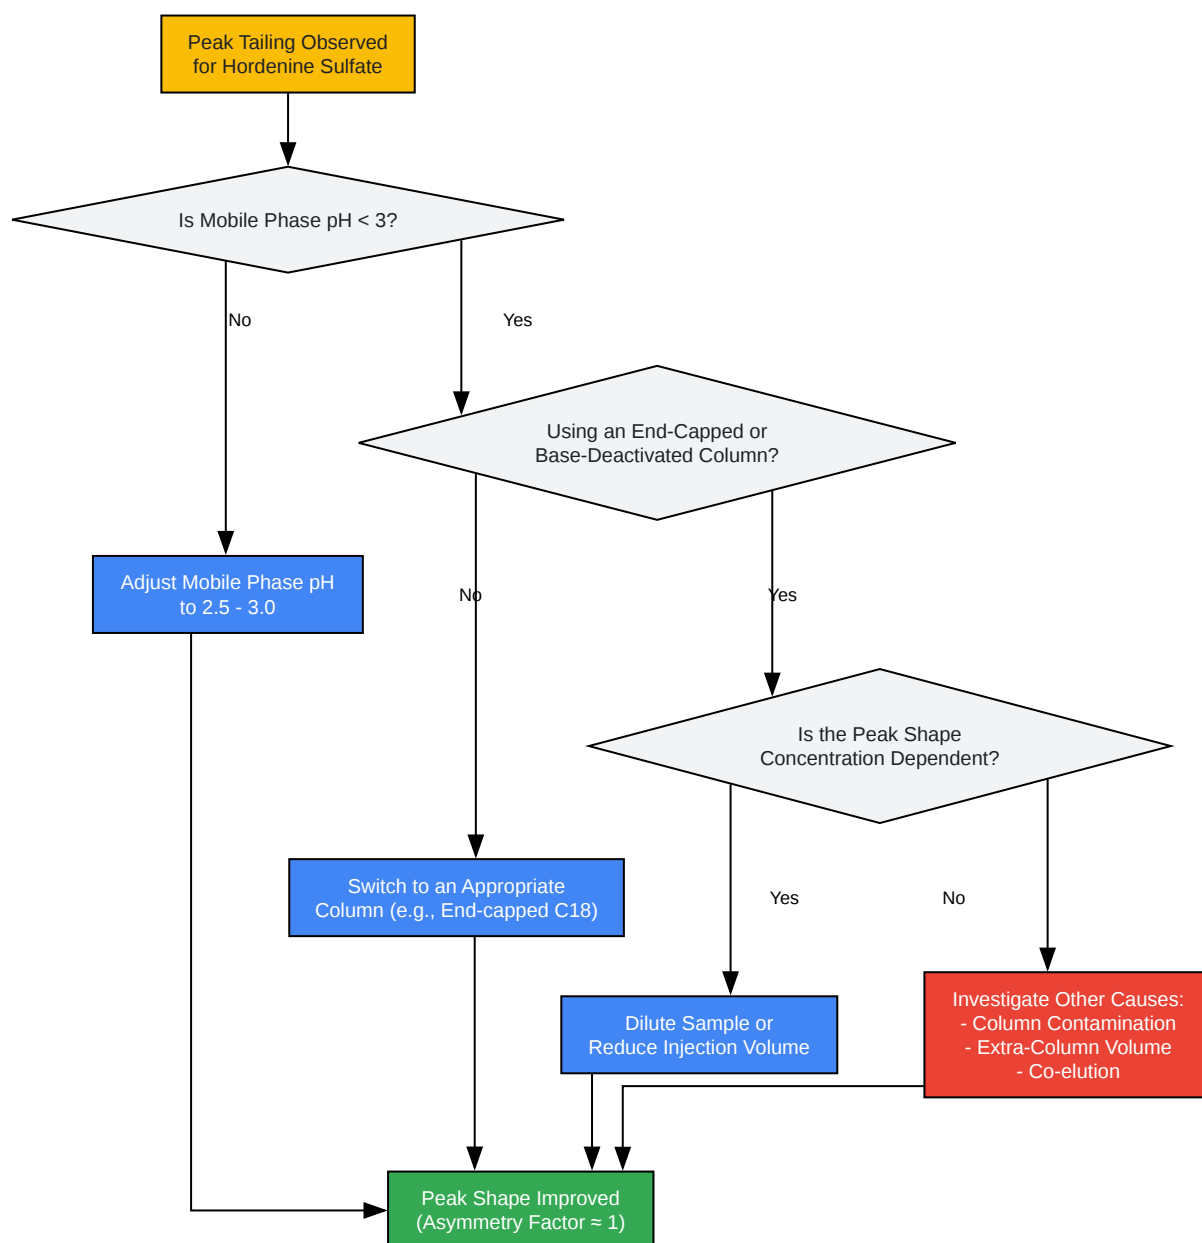 Peak Tailing Observed
for Hordenine Sulfate
Is Mobile Phase pH < 3?
No
Yes
Using an End-Capped or
Base-Deactivated Column?
Adjust Mobile Phase pH
to 2.5 - 3.0
No
Yes
Is the Peak Shape
Concentration Dependent?
Switch to an Appropriate
Column (e.g., End-capped C18)
Yes
No
Dilute Sample or
Reduce Injection Volume
Investigate Other Causes:
- Column Contamination
- Extra-Column Volume
- Co-elution
Peak Shape Improved
(Asymmetry Factor ≈ 1)